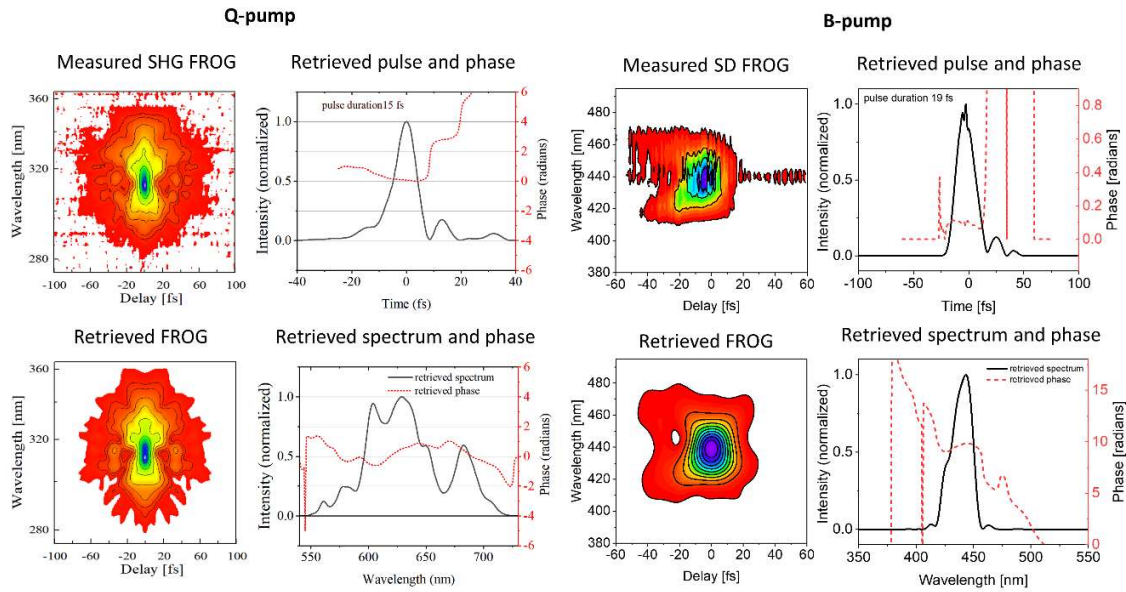 Q-pump
B-pump
Measured SHG FROG
Retrieved pulse and phase
Measured SD FROG
Retrieved pulse and phase
360
320
280
Wavelength [nm]
-100 -60 -20 20 60 100
Delay [fs]
pulse duration15 fs
1.0
0.5
0.0
Intensity (normalized)
6
4
2
0
-2
-4
-6
Phase (radians)
-40 -20 0 20 40
Time (fs)
480
460
440
420
400
380
Wavelength [nm]
-60 -40 -20 0 20 40 60
Delay [fs]
pulse duration 19 fs
1.0
0.5
0.0
Intensity (normalized)
0.8
0.6
0.4
0.2
0.0
Phase [radians]
-100 -50 0 50 100
Time [fs]
Retrieved FROG
Retrieved spectrum and phase
Retrieved FROG
Retrieved spectrum and phase
360
320
280
Wavelength [nm]
-100 -60 -20 20 60 100
Delay [fs]
retrieved spectrum
retrieved phase
1.0
0.5
0.0
Intensity (normalized)
6
4
2
0
-2
-4
-6
Phase (radians)
550 600 650 700
Wavelength (nm)
480
460
440
420
400
380
Wavelength [nm]
-60 -40 -20 0 20 40 60
Delay [fs]
retrieved spectrum
retrieved phase
1.0
0.5
0.0
Intensity (normalized)
15
10
5
0
Phase [radians]
350 400 450 500 550
Wavelength [nm]